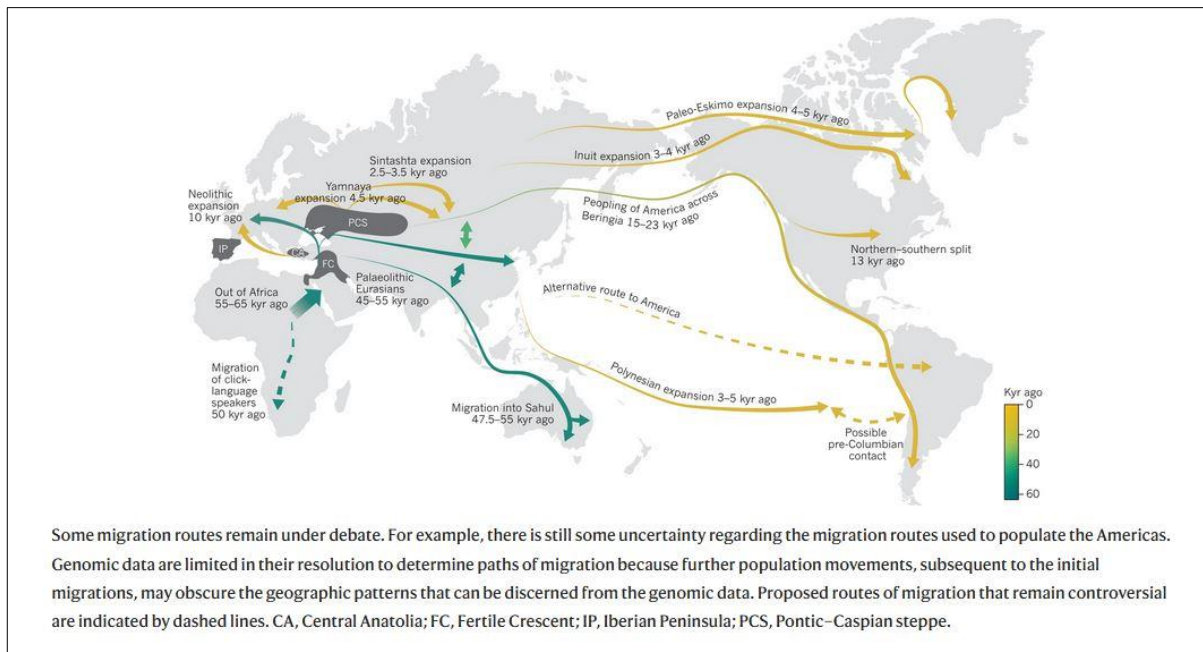 Paleo-Eskimo expansion 4–5 kyr ago
Inuit expansion 3–4 kyr ago
Sintashta expansion
2.5–3.5 kyr ago
Yamnaya
expansion 4.5 kyr ago
Neolithic
expansion
10 kyr ago
PCS
Peopling of America across
Beringia 15–23 kyr ago
IP
CA
FC
Northern–southern split
13 kyr ago
Out of Africa
55–65 kyr ago
Palaeolithic
Eurasians
45–55 kyr ago
Alternative route to America
Migration
of click-
language
speakers
50 kyr ago
Migration into Sahul
47.5–55 kyr ago
Polynesian expansion 3–5 kyr ago
Possible
pre-Columbian
contact
Kyr ago
0
20
40
60
Some migration routes remain under debate. For example, there is still some uncertainty regarding the migration routes used to populate the Americas.
Genomic data are limited in their resolution to determine paths of migration because further population movements, subsequent to the initial
migrations, may obscure the geographic patterns that can be discerned from the genomic data. Proposed routes of migration that remain controversial
are indicated by dashed lines. CA, Central Anatolia; FC, Fertile Crescent; IP, Iberian Peninsula; PCS, Pontic–Caspian steppe.